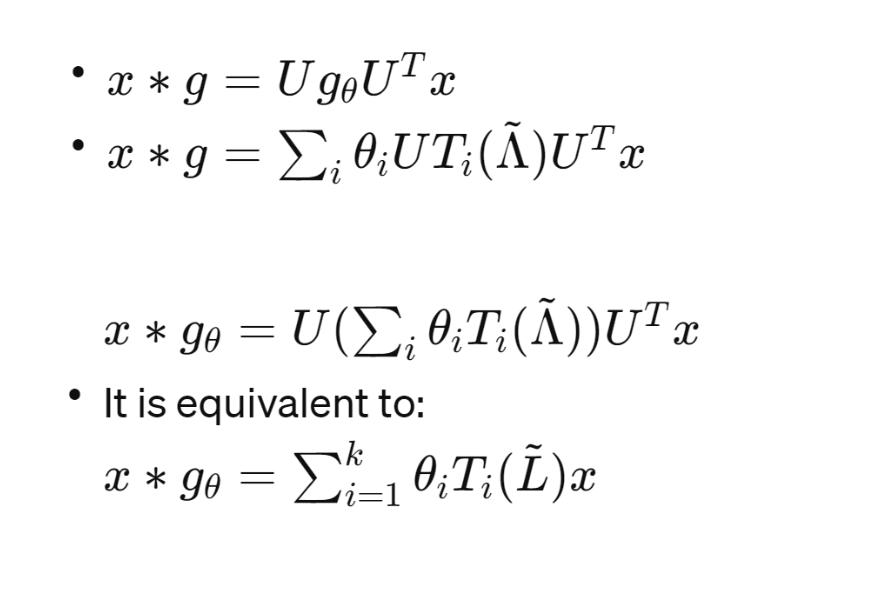 • x ∗ g = U g_θ U^T x
• x ∗ g = ∑_i θ_i U T_i(Λ̃) U^T x
x ∗ g_θ = U(∑_i θ_i T_i(Λ̃)) U^T x
• It is equivalent to:
x ∗ g_θ = ∑_{i=1}^{k} θ_i T_i(L̃) x